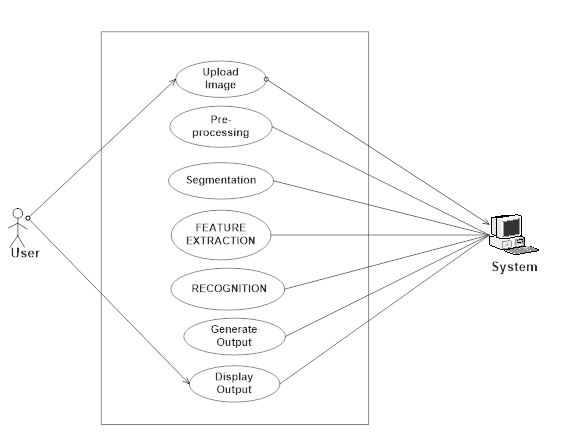 Upload
Image
Pre-
processing
Segmentation
FEATURE
EXTRACTION
User
System
RECOGNITION
Generate
Output
Display
Output